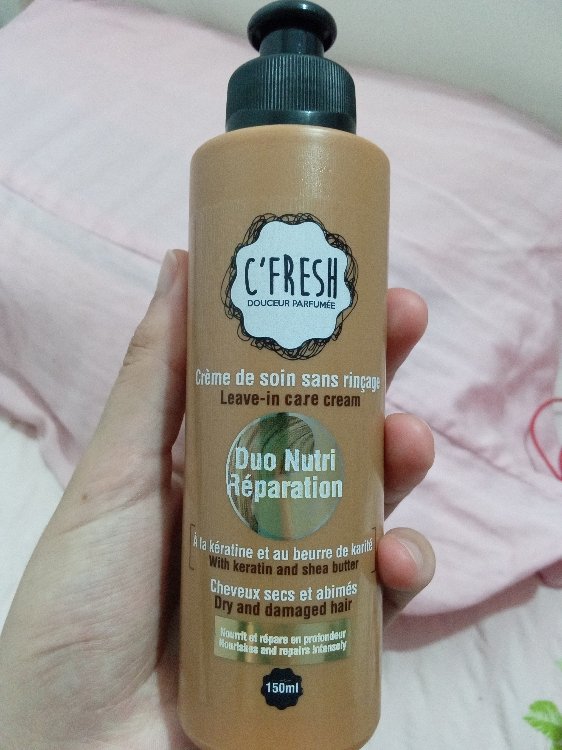 C'FRESH
DOUCEUR PARFUMÉE
Crème de soin sans rinçage
Leave-in care cream
Duo Nutri
Réparation
À la kératine et au beurre de karité
With keratin and shea butter
Cheveux secs et abimés
Dry and damaged hair
Nourrit et répare en profondeur
Nourishes and repairs intensely
150ml